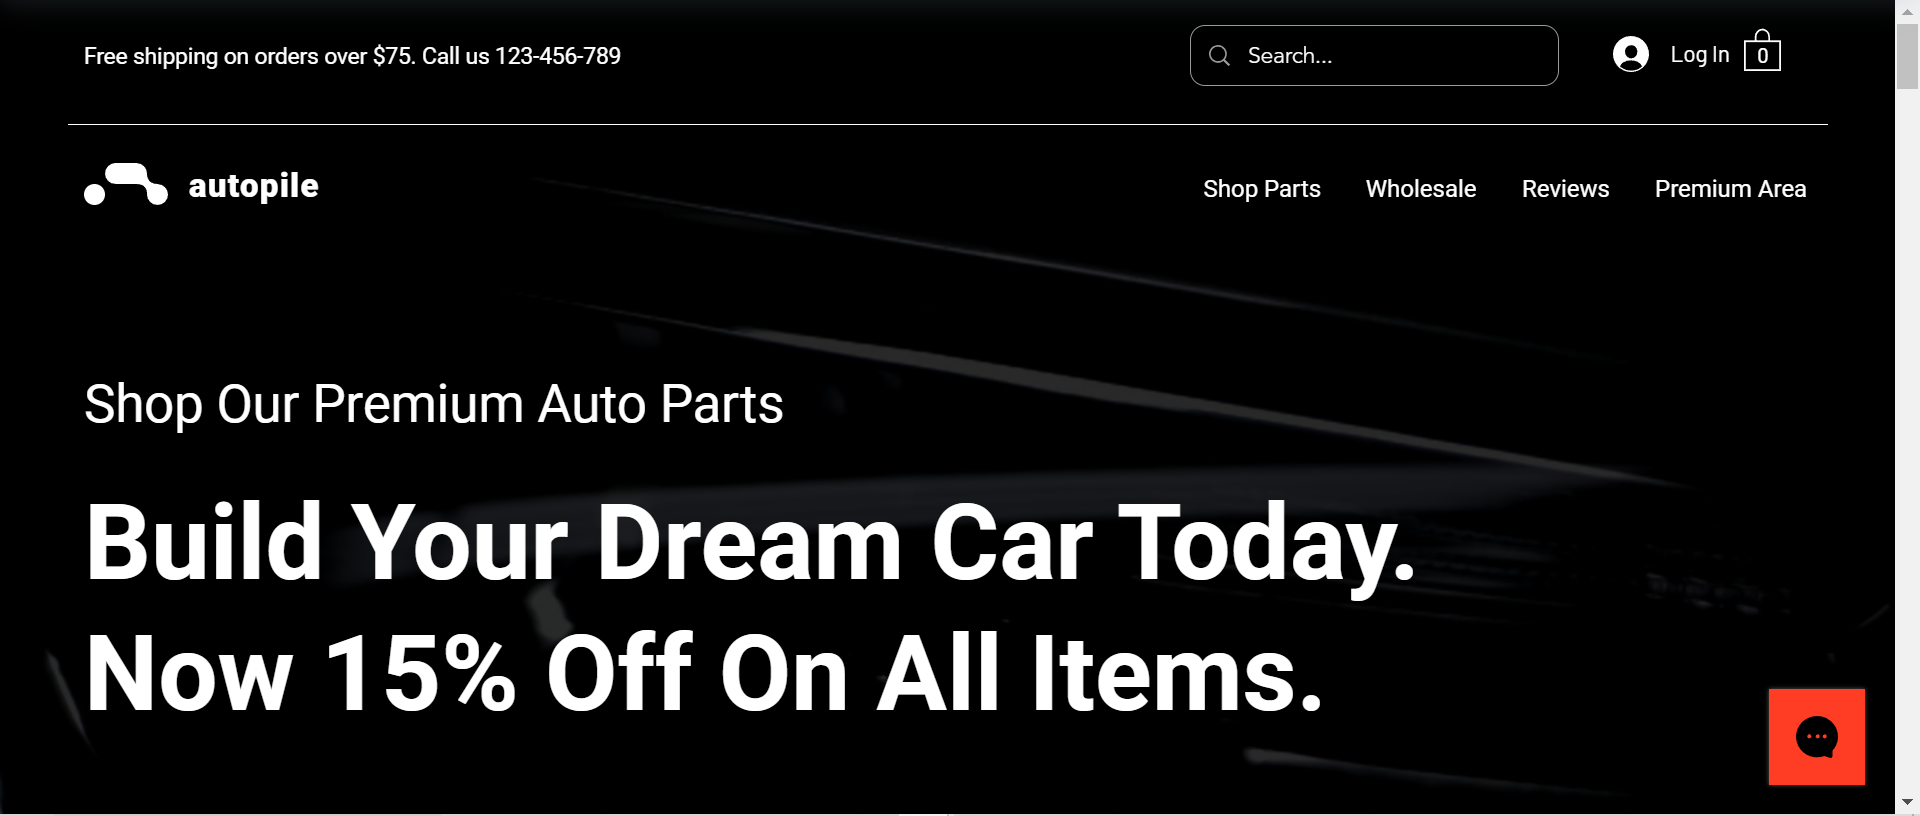 Free shipping on orders over $75. Call us 123-456-789
Search...
Log In
0
autopile
Shop Parts
Wholesale
Reviews
Premium Area
Shop Our Premium Auto Parts
Build Your Dream Car Today.
Now 15% Off On All Items.